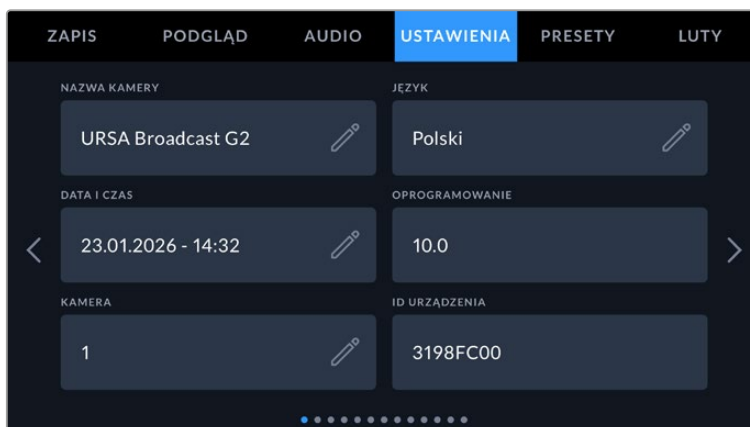 ZAPIS PODGLĄD AUDIO USTAWIENIA PRESETY LUTY
NAZWA KAMERY JĘZYK
URSA Broadcast G2 Polski
DATA I CZAS OPROGRAMOWANIE
23.01.2026 - 14:32 10.0
KAMERA ID URZĄDZENIA
1 3198FC00